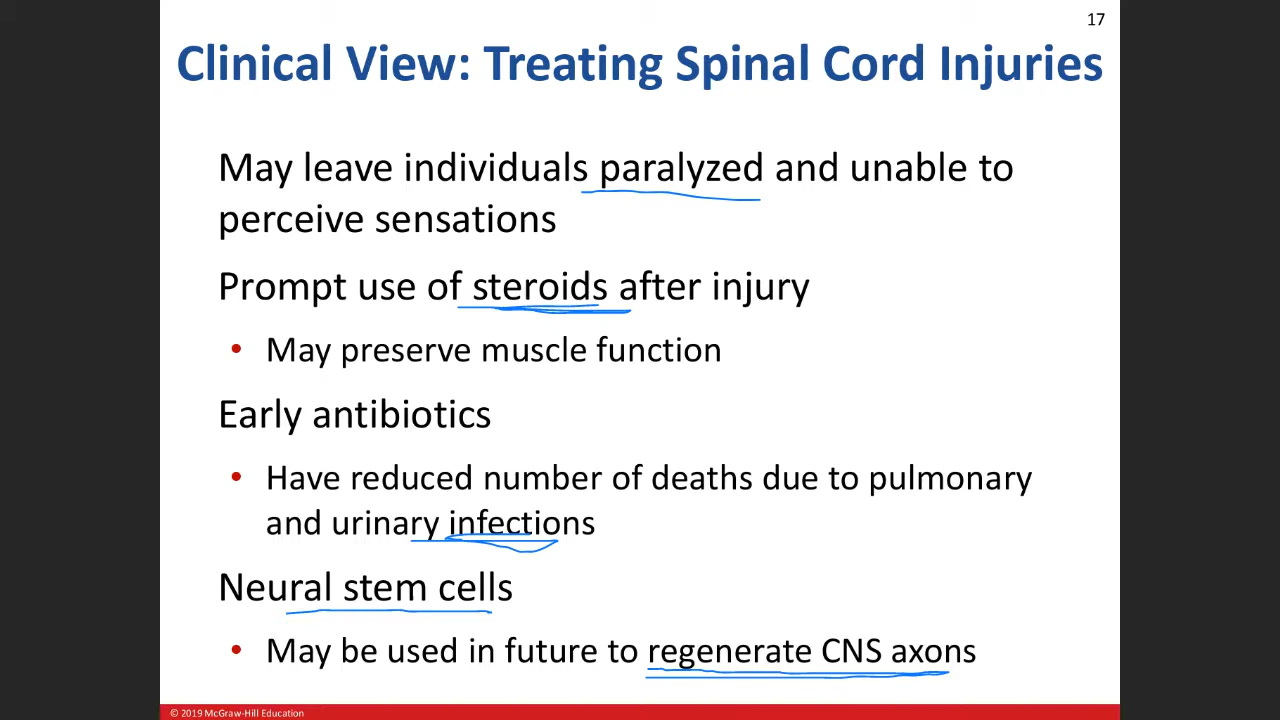 17
Clinical View: Treating Spinal Cord Injuries
May leave individuals paralyzed and unable to
perceive sensations
Prompt use of steroids after injury
• May preserve muscle function
Early antibiotics
• Have reduced number of deaths due to pulmonary
and urinary infections
Neural stem cells
• May be used in future to regenerate CNS axons
© 2019 McGraw-Hill Education